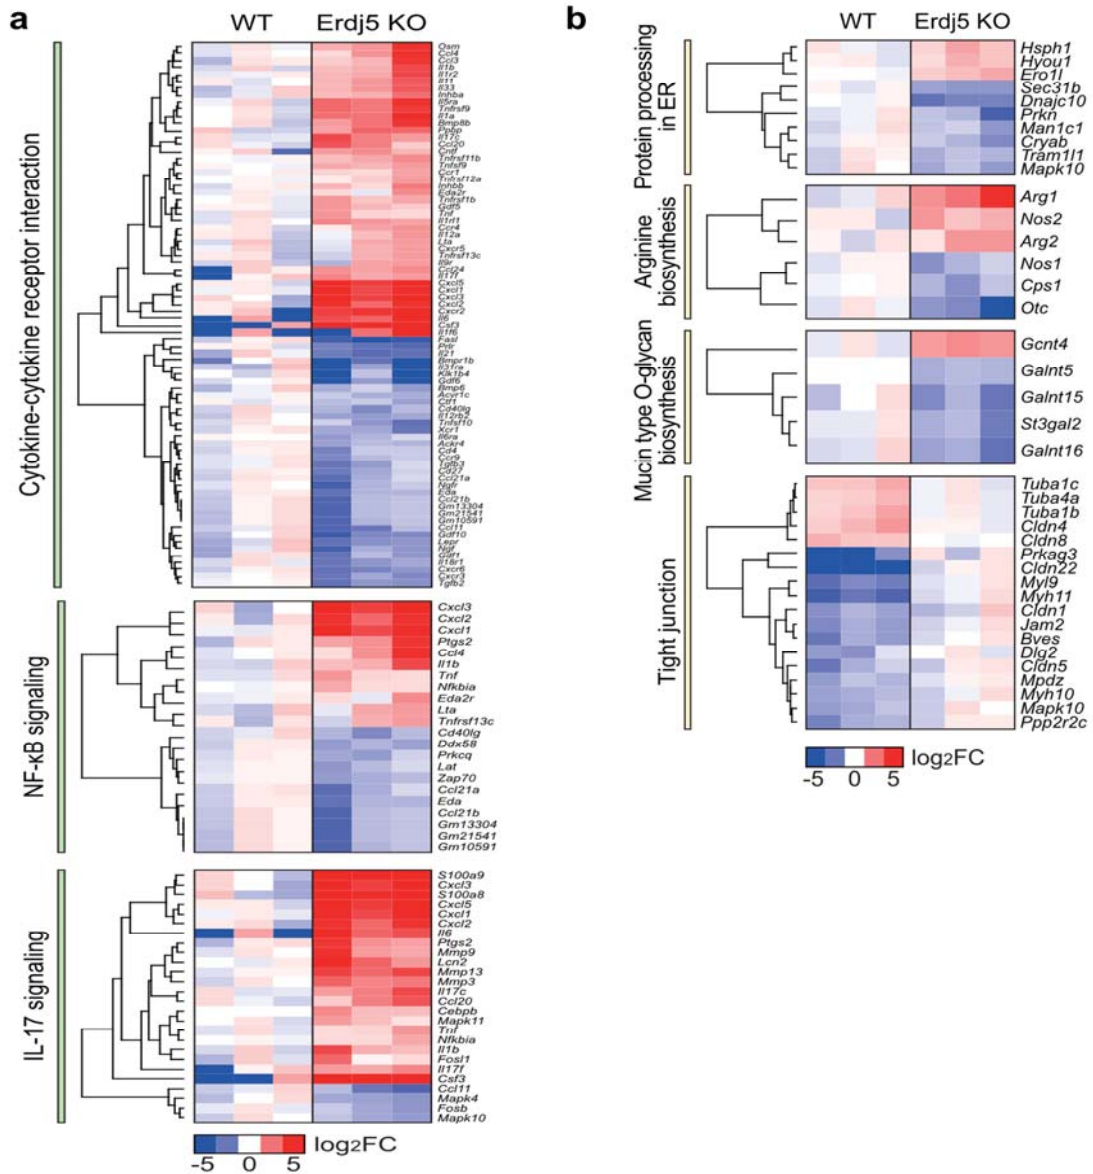 a
WT Erdj5 KO
Cytokine-cytokine receptor interaction
Osm
Ccl4
Ccl3
Il1b
Il1r2
Il11
Il33
Inhba
Il5ra
Tnfrsf9
Il1a
Bmp8b
Ppbp
Il17c
Ccl20
Cntf
Tnfrsf11b
Tnfsf9
Ccr1
Tnfrsf12a
Inhbb
Eda2r
Tnfrsf1b
Gdf5
Tnf
Il1rl1
Ccr4
Il12a
Lta
Cxcr5
Tnfrsf13c
Il9r
Ccl24
Il17f
Cxcl5
Cxcl1
Cxcl3
Cxcl2
Cxcr2
Il6
Csf3
Il1f6
Fasl
Prlr
Il21
Bmpr1b
Il31ra
Klk1b4
Gdf6
Bmp6
Acyr1c
Ctf1
Cd40lg
Il12rb2
Tnfsf10
Xcr1
Il6ra
Ackr4
Cd4
Ccr9
Tgfb3
Cd27
Ccl21a
Ngfr
Eda
Ccl21b
Gm13304
Gm21541
Gm10591
Ccl11
Gdf10
Lepr
Ngf
Il18r1
Cxcr6
Cxcr3
Tgfb2
NF-κB signaling
Cxcl3
Cxcl2
Cxcl1
Ptgs2
Ccl4
Il1b
Tnf
Nfkbia
Eda2r
Lta
Tnfrsf13c
Cd40lg
Ddx58
Prkcq
Lat
Zap70
Ccl21a
Eda
Ccl21b
Gm13304
Gm21541
Gm10591
IL-17 signaling
S100a9
Cxcl3
S100a8
Cxcl5
Cxcl1
Cxcl2
Il6
Ptgs2
Mmp9
Lcn2
Mmp13
Mmp3
Il17c
Ccl20
Cebpb
Mapk11
Tnf
Nfkbia
Il1b
Fosl1
Il17f
Csf3
Ccl11
Mapk4
Fosb
Mapk10
log2FC
-5 0 5
b
WT Erdj5 KO
Protein processing
in ER
Hsph1
Hyou1
Ero1l
Sec31b
Dnajc10
Prkn
Man1c1
Cryab
Tram1l1
Mapk10
Arginine
biosynthesis
Arg1
Nos2
Arg2
Nos1
Cps1
Otc
Mucin type O-glycan
biosynthesis
Gcnt4
Galnt5
Galnt15
St3gal2
Galnt16
Tight junction
Tuba1c
Tuba4a
Tuba1b
Cldn4
Cldn8
Prkag3
Cldn22
Myl9
Myh11
Cldn1
Jam2
Bves
Dlg2
Cldn5
Mpdz
Myh10
Mapk10
Ppp2r2c
log2FC
-5 0 5